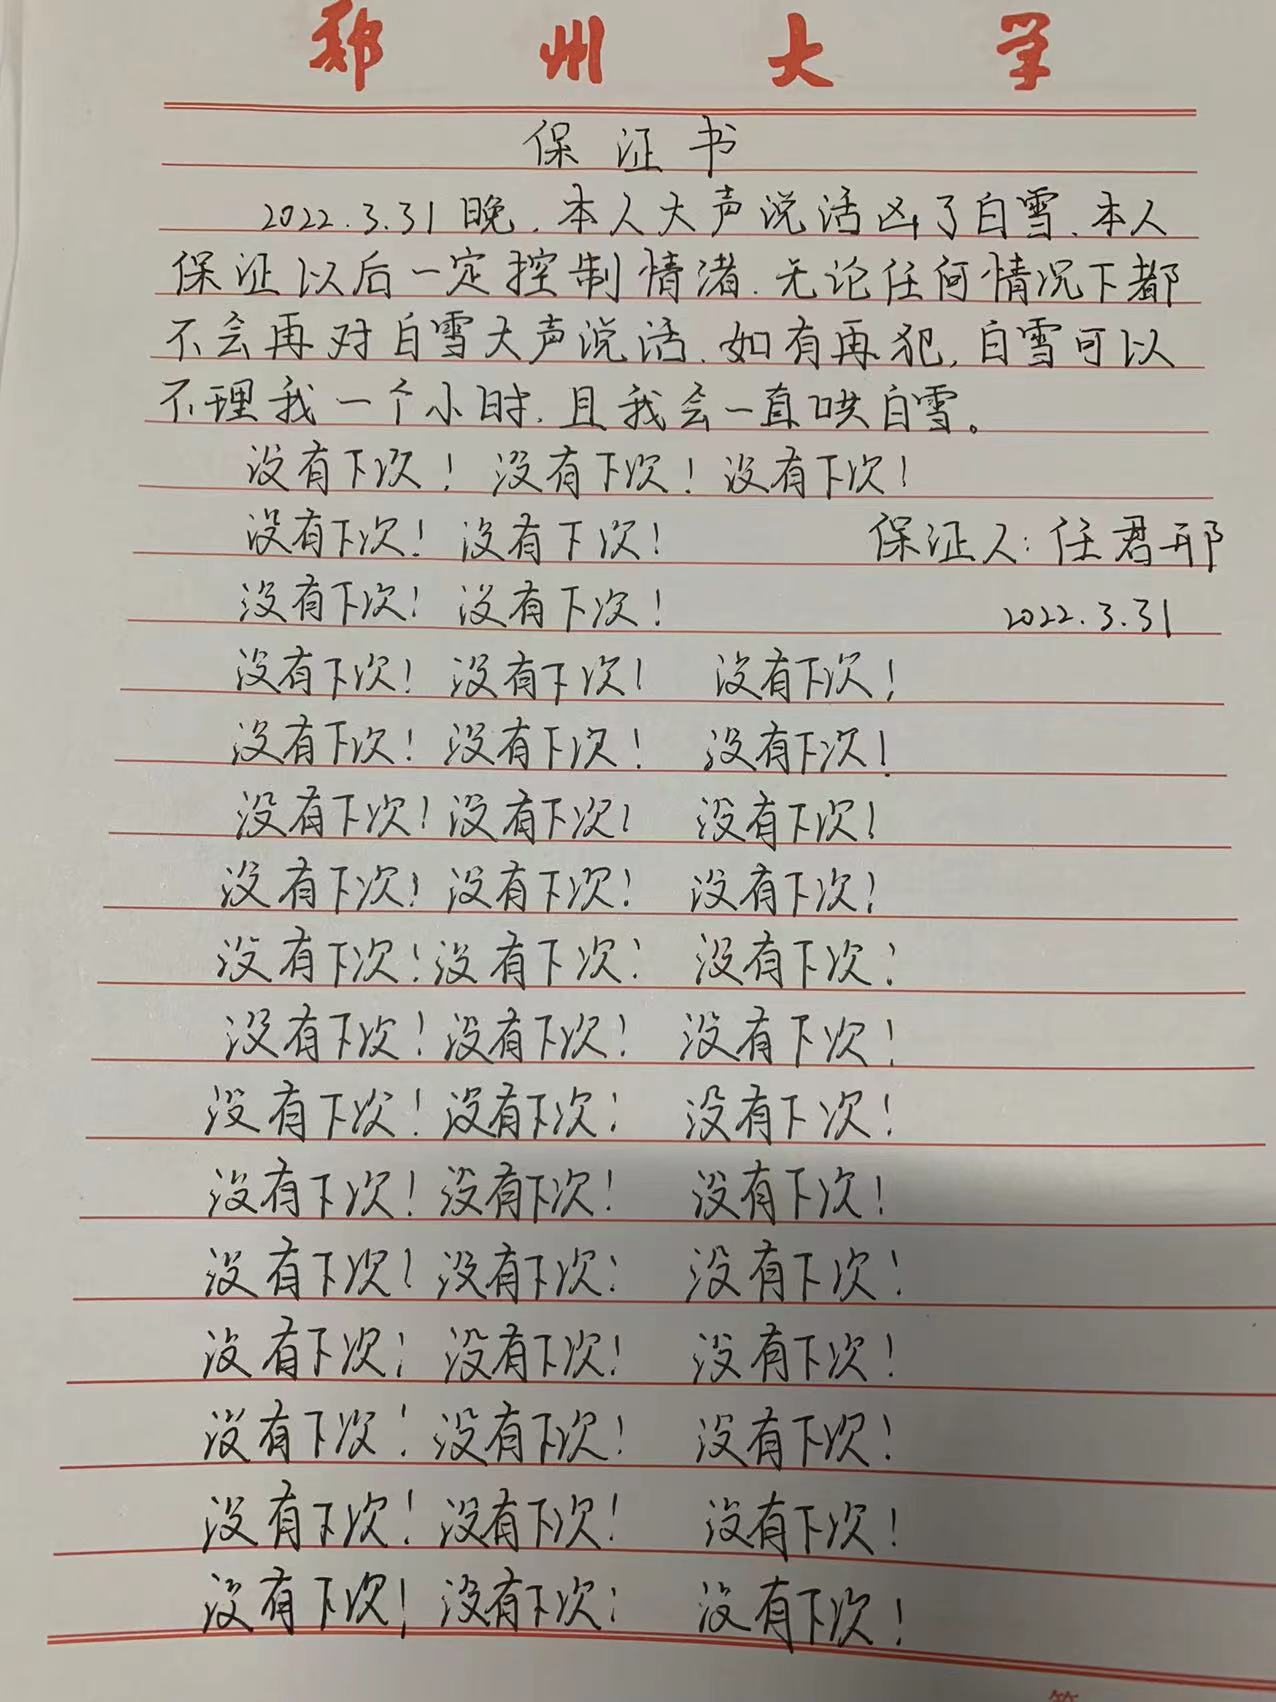 郑州大学
保证书
2022.3.31晚,本人大声说话凶了白雪,本人
保证以后一定控制情渚,无论任何情况下都
不会再对白雪大声说话,如有再犯,白雪可以
不理我一个小时,且我会一直哄白雪。
没有下次!没有下次!没有下次!
没有下次!没有下次! 保证人:任君邢
没有下次!没有下次! 2022.3.31
没有下次!没有下次! 没有下次!
没有下次!没有下次! 没有下次!
没有下次!没有下次! 没有下次!
没有下次!没有下次! 没有下次!
没有下次!没有下次! 没有下次!
没有下次!没有下次! 没有下次!
没有下次!没有下次! 没有下次!
没有下次!没有下次! 没有下次!
没有下次!没有下次! 没有下次!
没有下次!没有下次! 没有下次!
没有下次!没有下次! 没有下次!
没有下次!没有下次! 没有下次!
没有下次!没有下次! 没有下次!